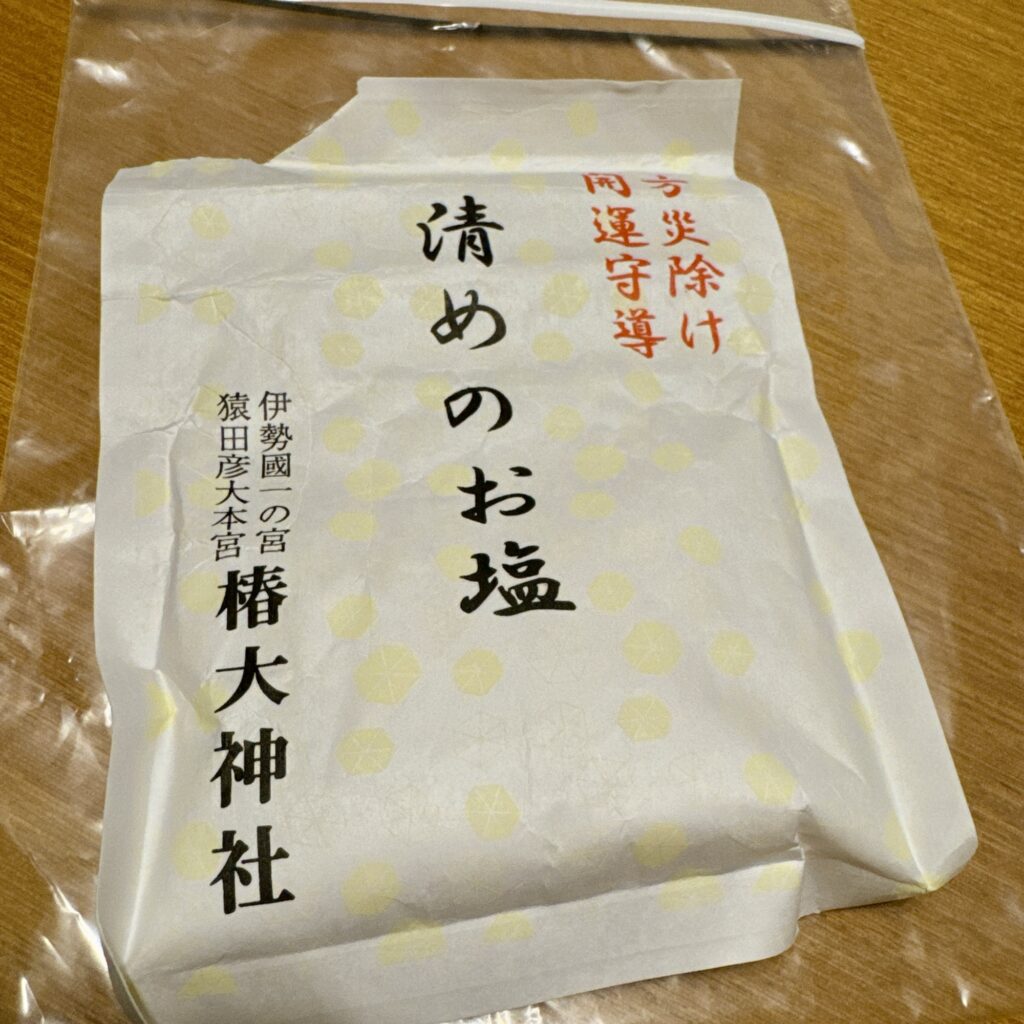 方災除け
開運守導
清めのお塩
伊勢國一の宮
猿田彦大本宮
椿大神社